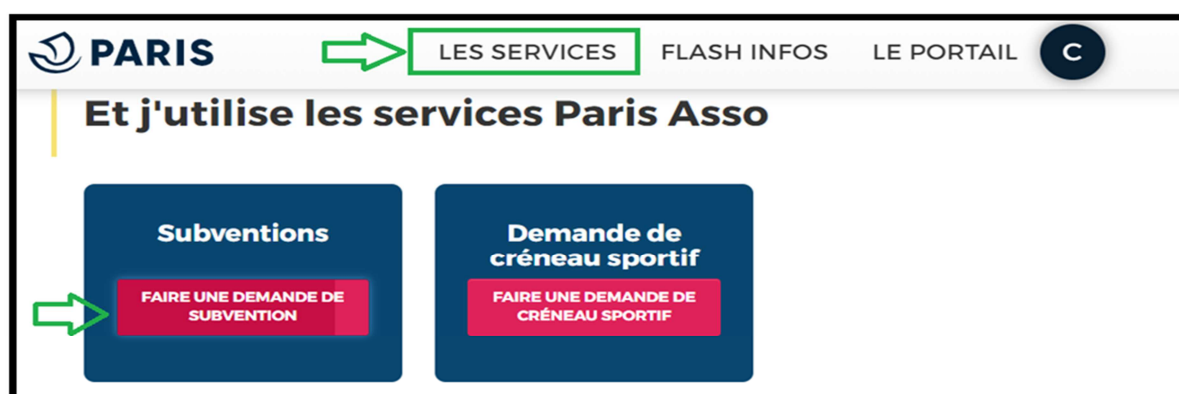 PARIS LES SERVICES FLASH INFOS LE PORTAIL C
Et j'utilise les services Paris Asso
Subventions
FAIRE UNE DEMANDE DE
SUBVENTION
Demande de
créneau sportif
FAIRE UNE DEMANDE DE
CRÉNEAU SPORTIF